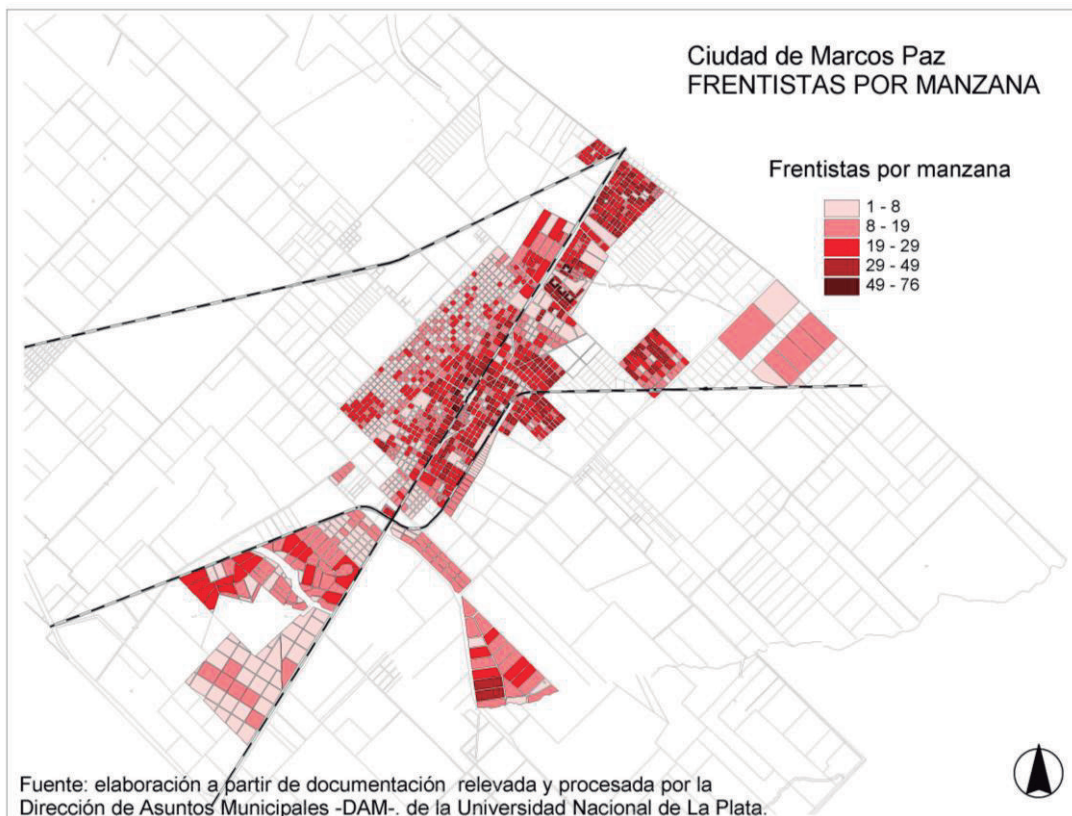 Ciudad de Marcos Paz
FRENTISTAS POR MANZANA
Frentistas por manzana
1 - 8
8 - 19
19 - 29
29 - 49
49 - 76
Fuente: elaboración a partir de documentación relevada y procesada por la
Dirección de Asuntos Municipales -DAM-. de la Universidad Nacional de La Plata.